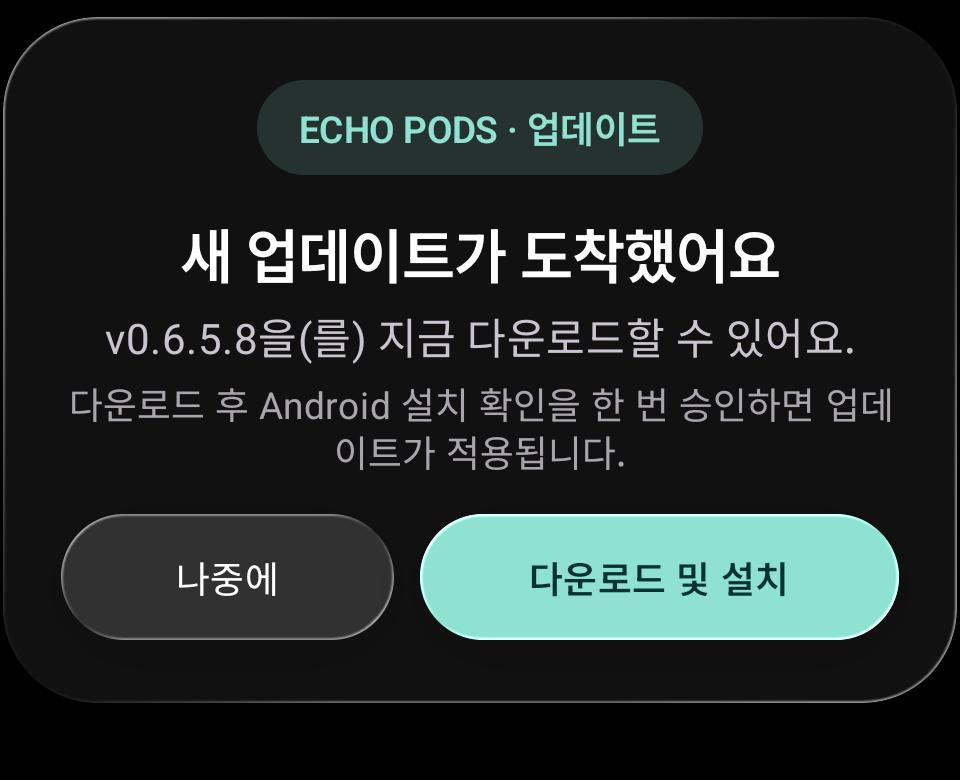 ECHO PODS · 업데이트
새 업데이트가 도착했어요
v0.6.5.8을(를) 지금 다운로드할 수 있어요.
다운로드 후 Android 설치 확인을 한 번 승인하면 업데
이트가 적용됩니다.
나중에
다운로드 및 설치